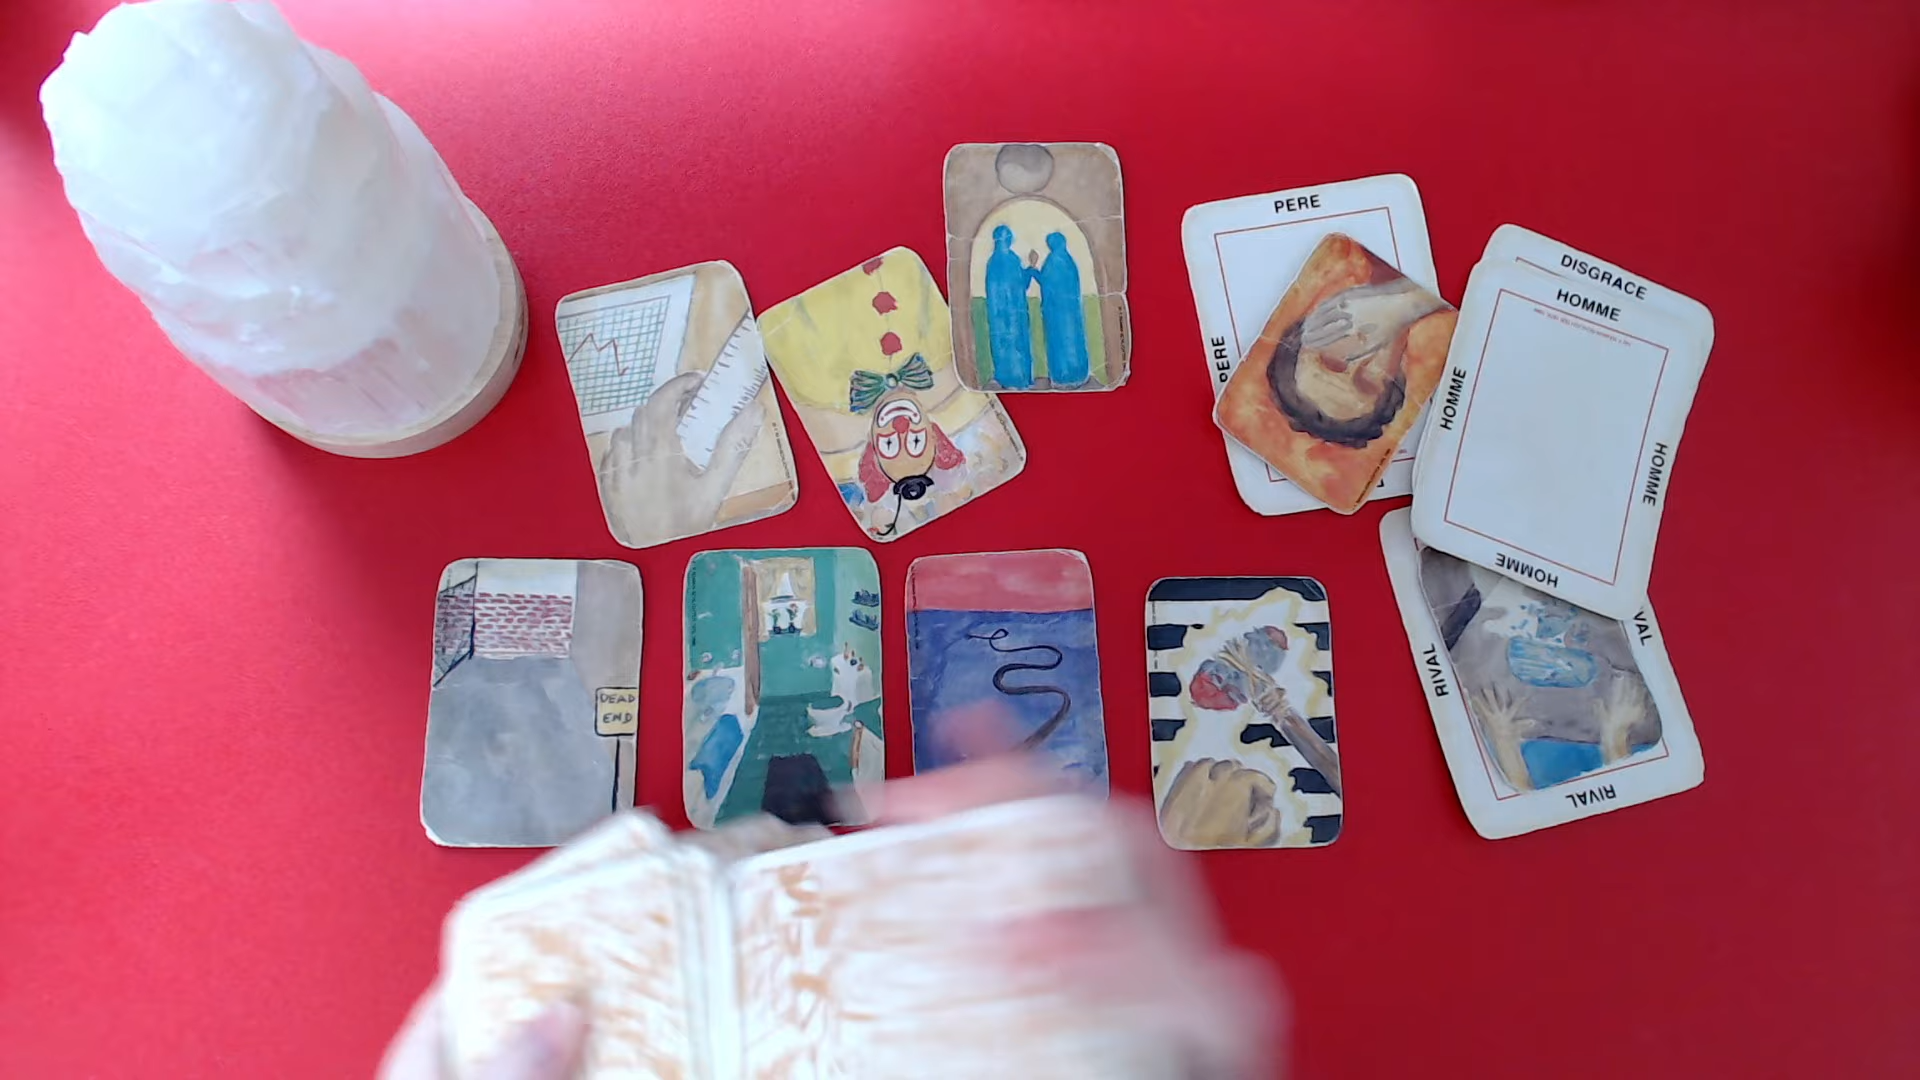 PERE
PERE
DISGRACE
HOMME
HOMME
HOMME
HOMME
DEAD
END
VAL
RIVAL
RIVAL